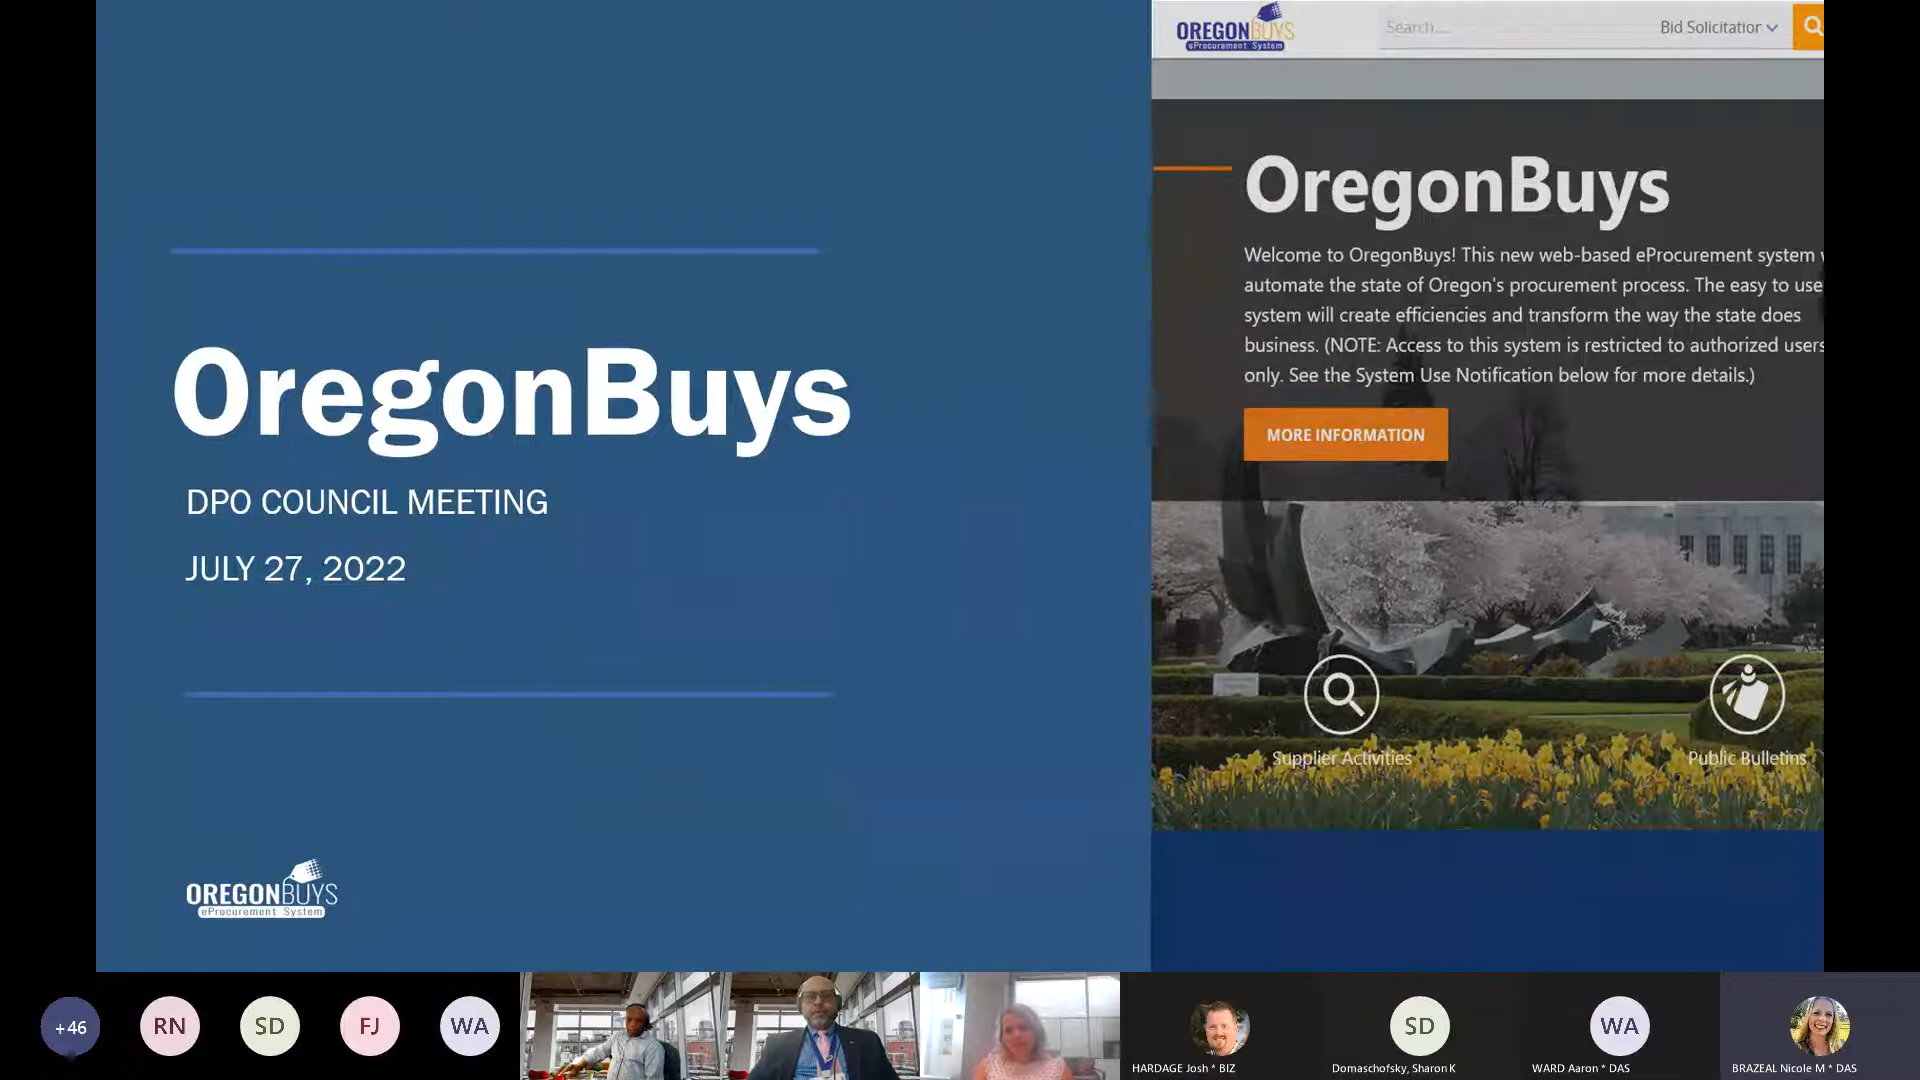 OregonBuys
DPO COUNCIL MEETING
JULY 27, 2022
OREGONBUYS
eProcurement System
OREGONBUYS
eProcurement System
Search...
Bid Solicitation
OregonBuys
Welcome to OregonBuys! This new web-based eProcurement system
automate the state of Oregon's procurement process. The easy to use
system will create efficiencies and transform the way the state does
business. (NOTE: Access to this system is restricted to authorized users
only. See the System Use Notification below for more details.)
MORE INFORMATION
Supplier Activities
Public Bulletins
+46
RN
SD
FJ
WA
HARDAGE Josh * BIZ
SD
Domaschofsky, Sharon K
WA
WARD Aaron * DAS
BRAZEAL Nicole M * DAS